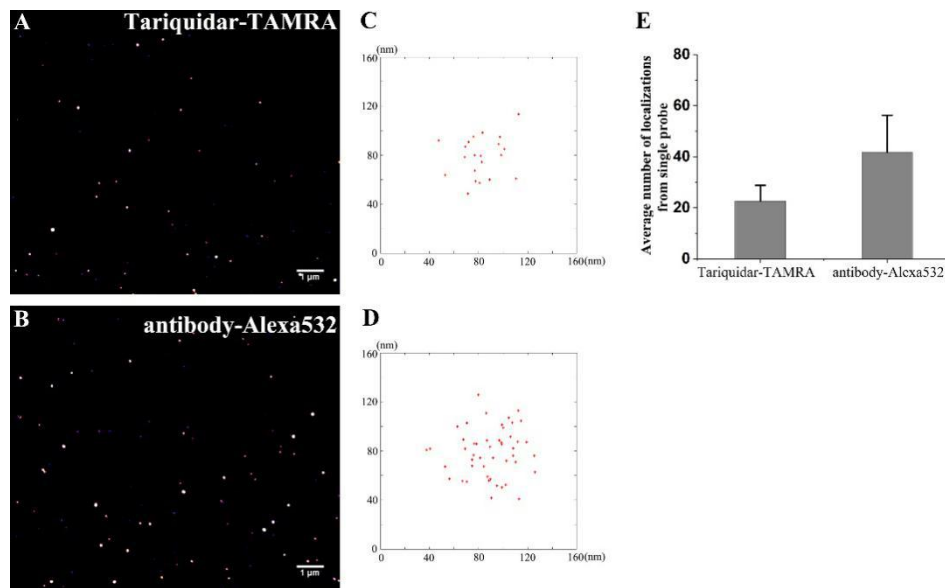 A Tariquidar-TAMRA
1 μm
B antibody-Alexa532
1 μm
C
(nm)
160
120
80
40
0
0 40 80 120 160(nm)
D
(nm)
160
120
80
40
0
0 40 80 120 160(nm)
E
Average number of localizations
from single probe
80
60
40
20
0
Tariquidar-TAMRA antibody-Alexa532